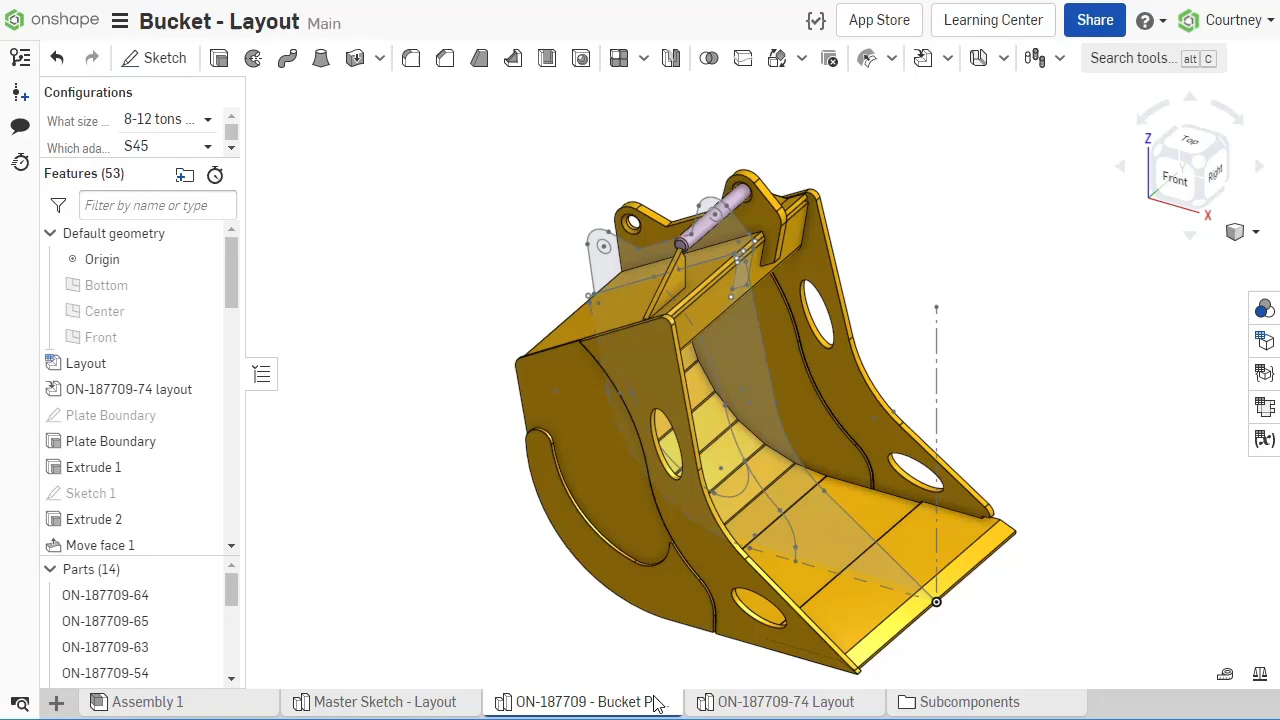 onshape
Bucket - Layout Main
App Store
Learning Center
Share
Courtney
Sketch
Search tools... alt C
Configurations
What size ... 8-12 tons ...
Which ada... S45
Features (53)
Filter by name or type
Default geometry
Origin
Bottom
Center
Front
Layout
ON-187709-74 layout
Plate Boundary
Plate Boundary
Extrude 1
Sketch 1
Extrude 2
Move face 1
Parts (14)
ON-187709-64
ON-187709-65
ON-187709-63
ON-187709-54
Z
Top
Y
Front
Right
X
Assembly 1
Master Sketch - Layout
ON-187709 - Bucket P
ON-187709-74 Layout
Subcomponents